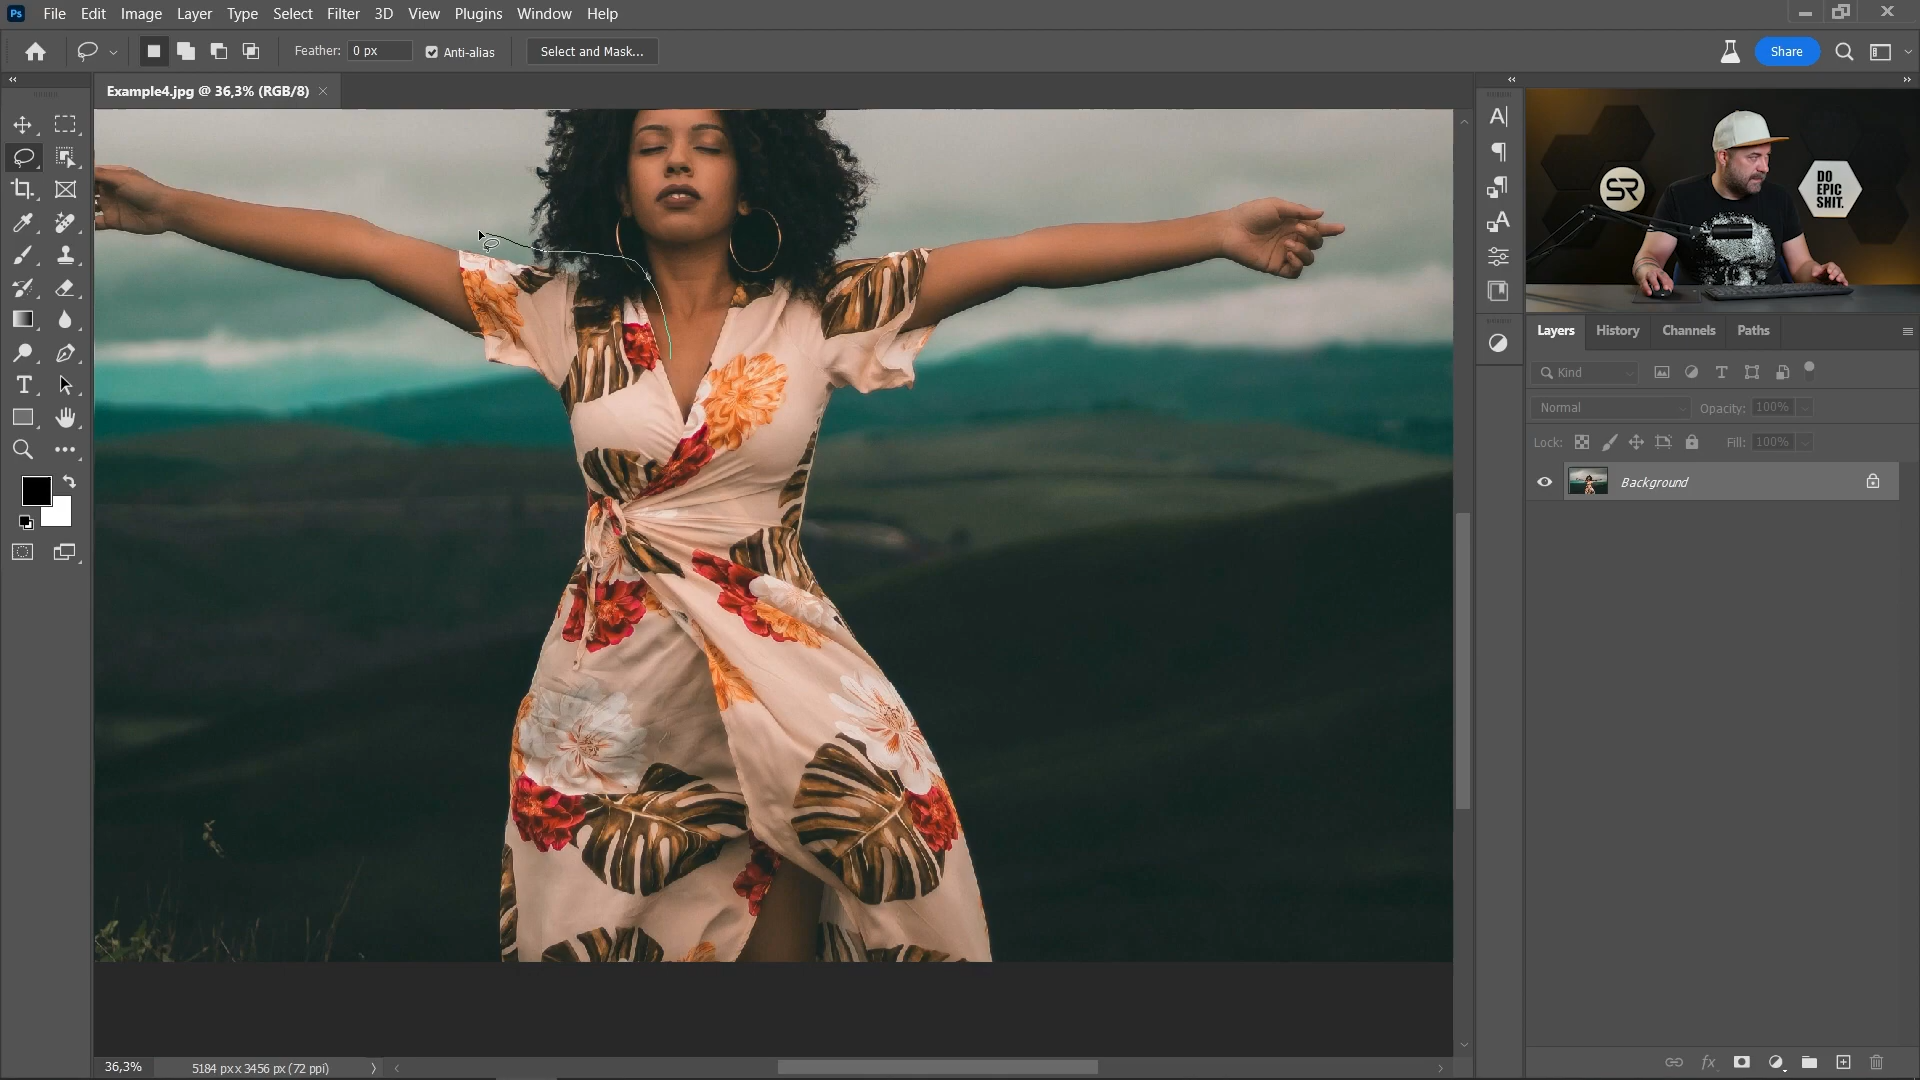 Ps File Edit Image Layer Type Select Filter 3D View Plugins Window Help
Feather: 0 px Anti-alias Select and Mask... Share
Example4.jpg @ 36,3% (RGB/8)
SR
DO
EPIC
SHIT.
Layers History Channels Paths
Kind
Normal Opacity: 100%
Lock: Fill: 100%
Background
36,3% 5184 px x 3456 px (72 ppi)